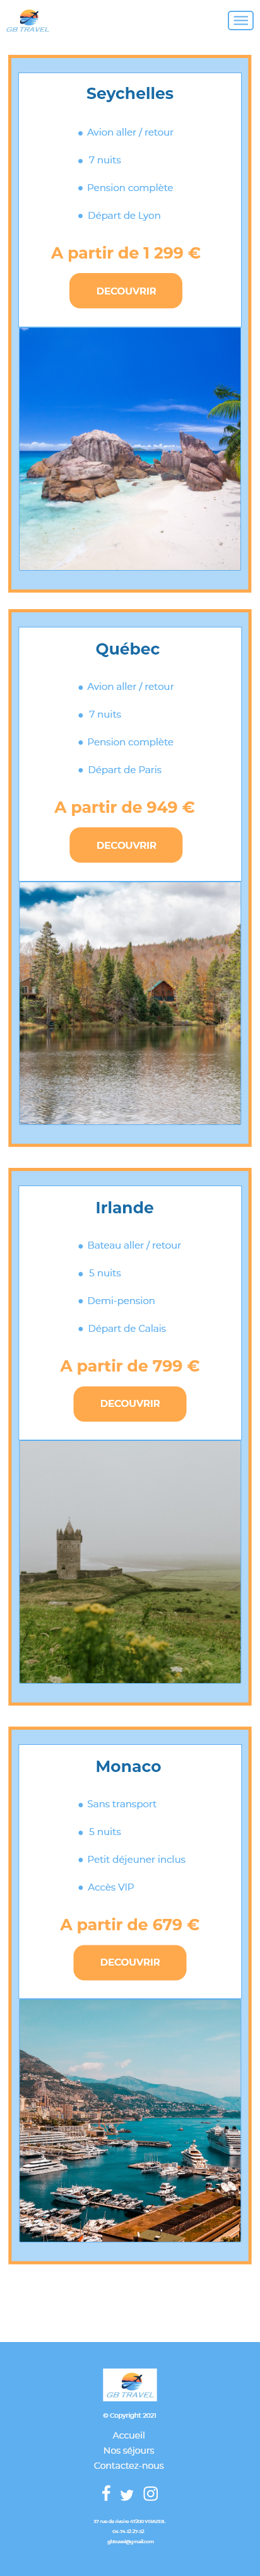 GB TRAVEL
Seychelles
Avion aller / retour
7 nuits
Pension complète
Départ de Lyon
A partir de 1 299 €
DECOUVRIR
Québec
Avion aller / retour
7 nuits
Pension complète
Départ de Paris
A partir de 949 €
DECOUVRIR
Irlande
Bateau aller / retour
5 nuits
Demi-pension
Départ de Calais
A partir de 799 €
DECOUVRIR
Monaco
Sans transport
5 nuits
Petit déjeuner inclus
Accès VIP
A partir de 679 €
DECOUVRIR
GB TRAVEL
© Copyright 2021
Accueil
Nos séjours
Contactez-nous
gbtravel@gmail.com